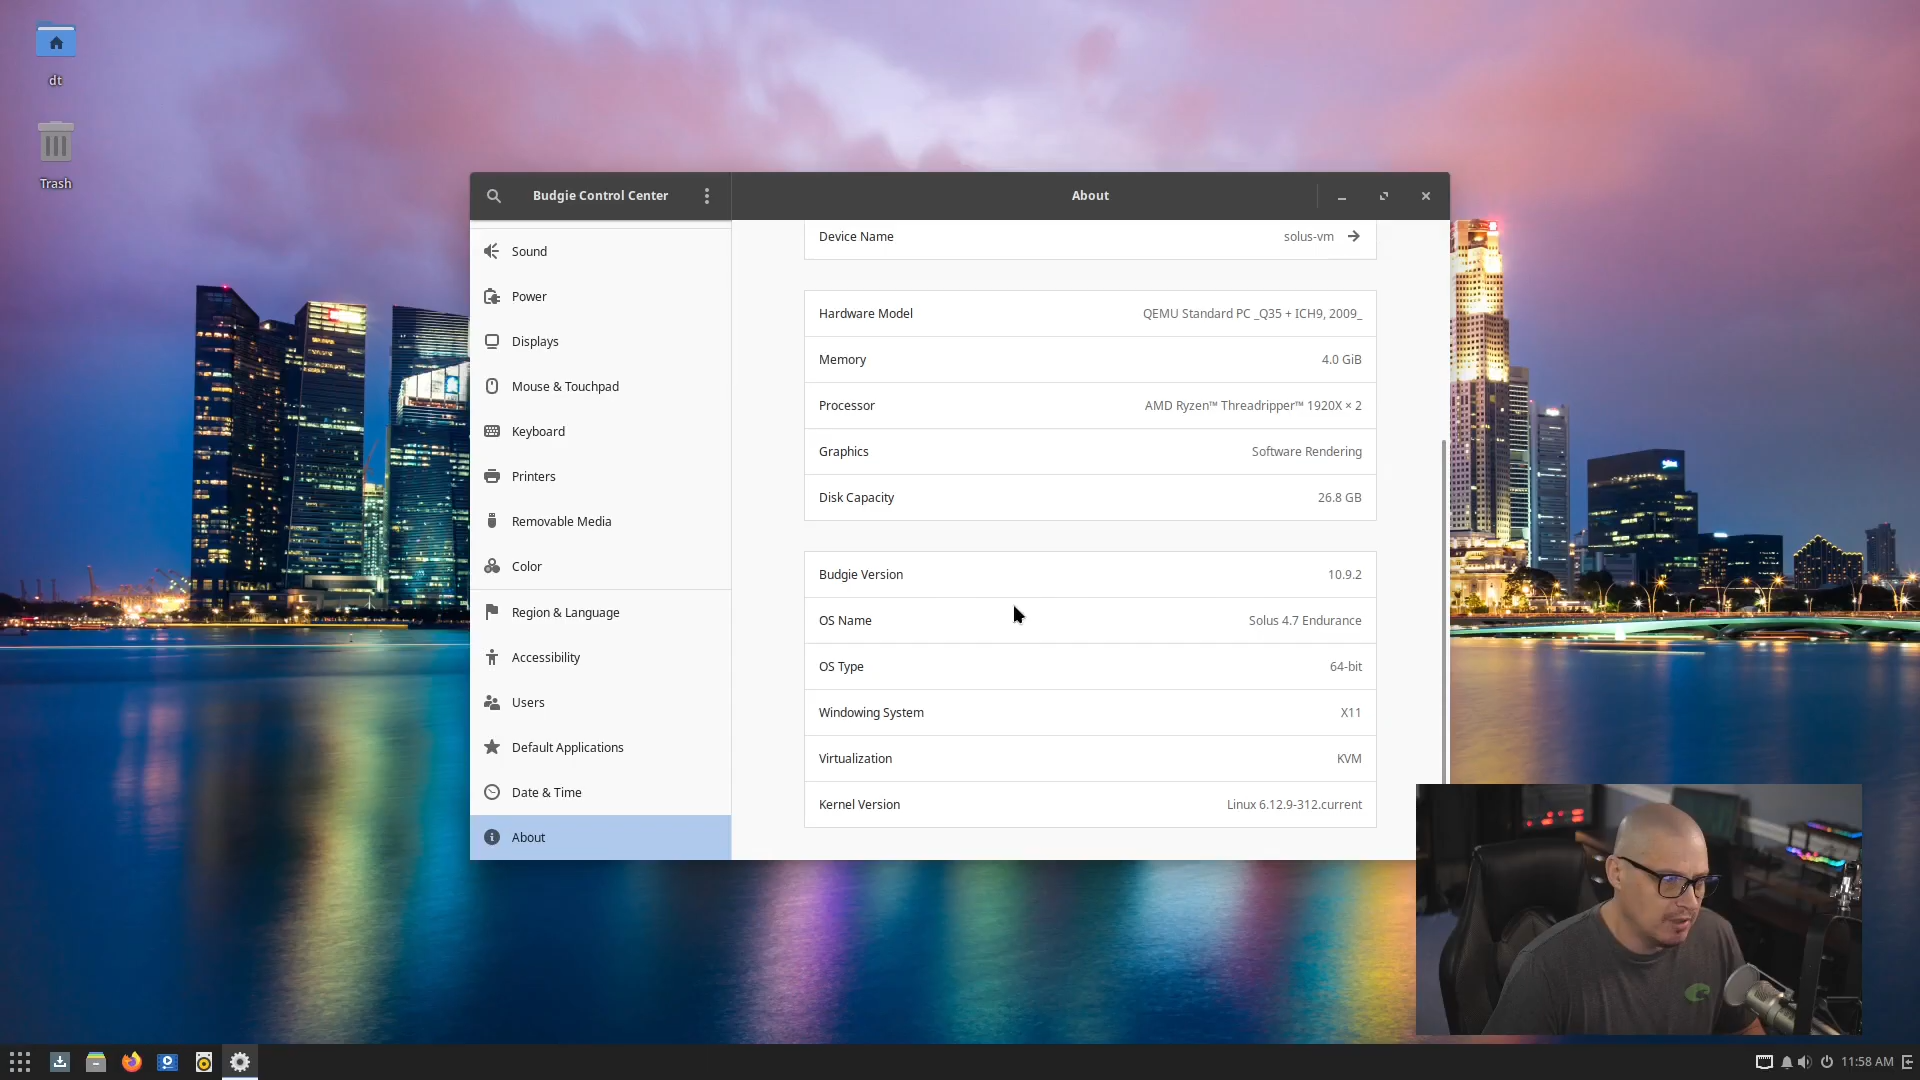 dt
Trash
Budgie Control Center
About
Sound
Power
Displays
Mouse & Touchpad
Keyboard
Printers
Removable Media
Color
Region & Language
Accessibility
Users
Default Applications
Date & Time
About
Device Name solus-vm
Hardware Model QEMU Standard PC _Q35 + ICH9, 2009_
Memory 4.0 GiB
Processor AMD Ryzen™ Threadripper™ 1920X × 2
Graphics Software Rendering
Disk Capacity 26.8 GB
Budgie Version 10.9.2
OS Name Solus 4.7 Endurance
OS Type 64-bit
Windowing System X11
Virtualization KVM
Kernel Version Linux 6.12.9-312.current
11:58 AM